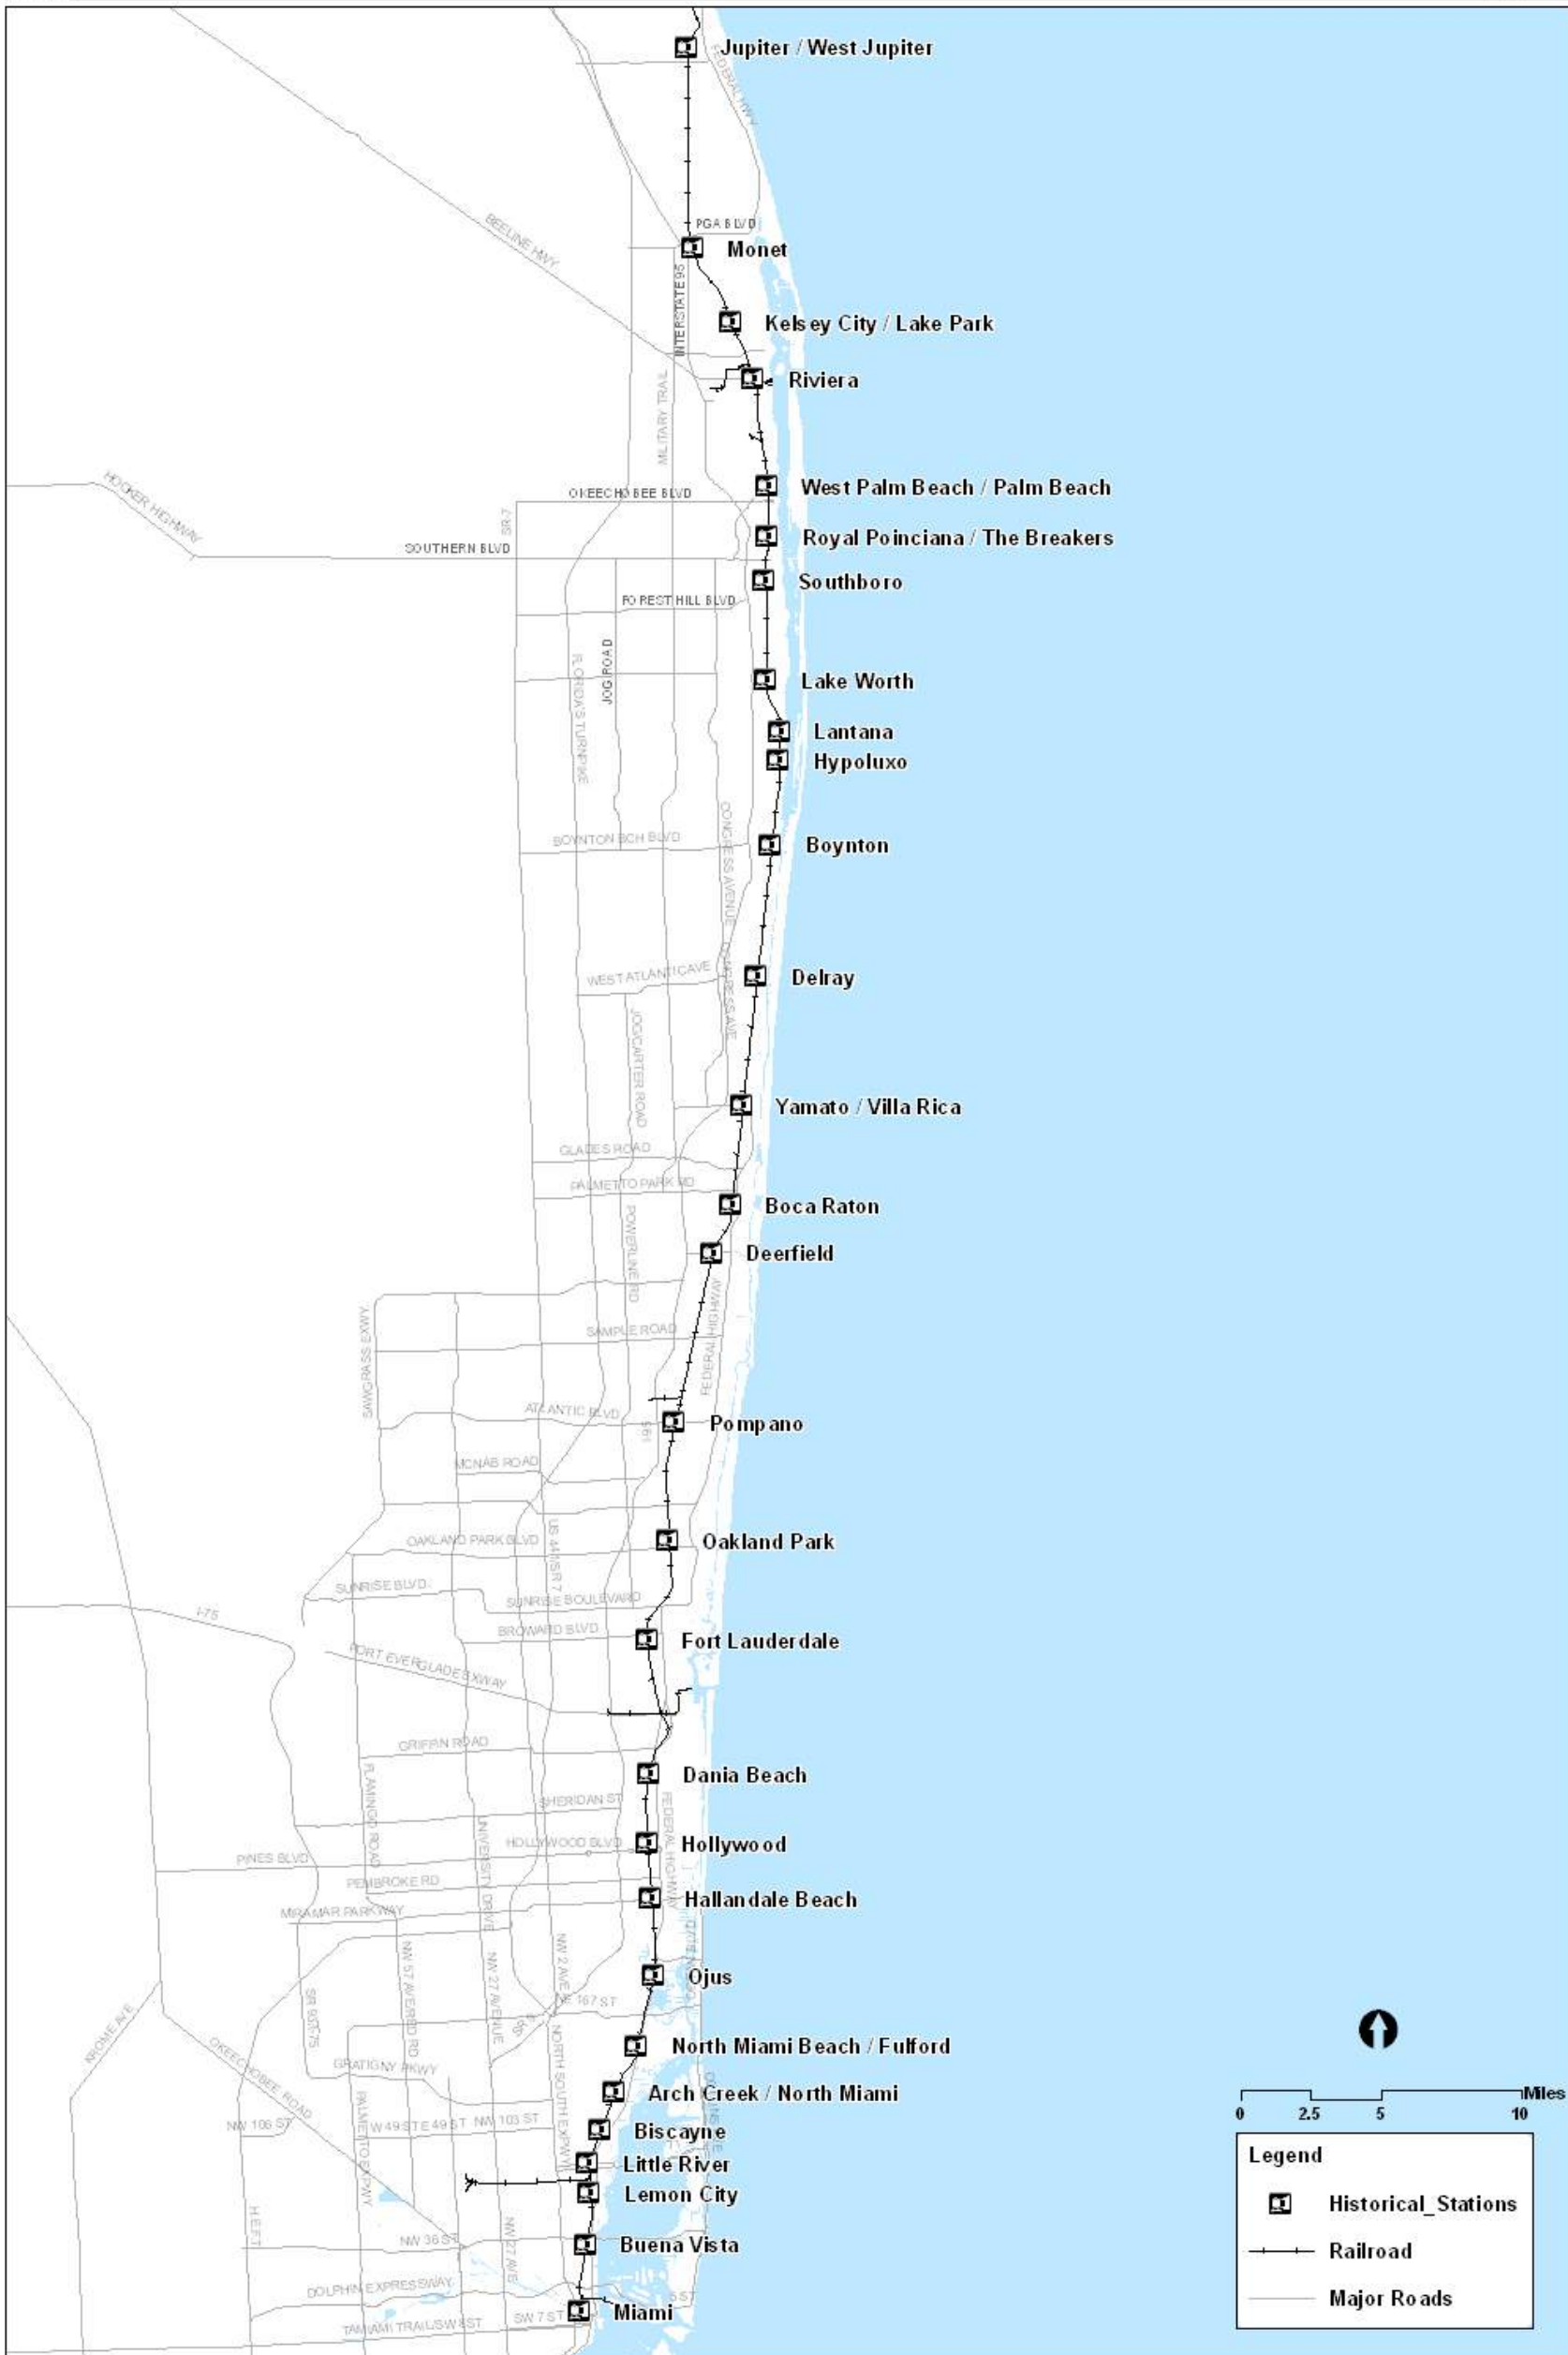 Jupiter / West Jupiter
FEDERAL HWY
PGA BLVD
BEELINE HWY
Monet
INTERSTATE 95
Kelsey City / Lake Park
Riviera
MILITARY TRAIL
HOOKER HIGHWAY
OKEECHOBEE BLVD
West Palm Beach / Palm Beach
SR-7
Royal Poinciana / The Breakers
SOUTHERN BLVD
Southboro
FOREST HILL BLVD
JOG ROAD
FLORIDA'S TURNPIKE
Lake Worth
Lantana
Hypoluxo
CONGRESS AVENUE
BOYNTON BCH BLVD
Boynton
WEST ATLANTIC AVE
CONGRESS AVE
Delray
JOG/CARTER ROAD
Yamato / Villa Rica
GLADES ROAD
PALMETTO PARK RD
Boca Raton
POWERLINE RD
Deerfield
FEDERAL HIGHWAY
SAWGRASS EXWY
SAMPLE ROAD
ATLANTIC BLVD
Pompano
MCNAB ROAD
OAKLAND PARK BLVD
US 441/SR 7
Oakland Park
SUNRISE BLVD.
SUNRISE BOULEVARD
I-75
BROWARD BLVD
Fort Lauderdale
PORT EVERGLADES XWAY
GRIFFIN ROAD
Dania Beach
FLAMINGO ROAD
SHERIDAN ST
FEDERAL HIGHWAY
UNIVERSITY DRIVE
HOLLYWOOD BLVD
Hollywood
PINES BLVD
PEMBROKE RD
Hallandale Beach
MIRAMAR PARKWAY
NW 57 AVE/RED RD
NW 27 AVENUE
NW 2 AVE
Ojus
NE 167 ST
KROME AVE
OKEECHOBEE ROAD
North Miami Beach / Fulford
GRATIGNY PKWY
NORTH SOUTH EXPWY
Arch Creek / North Miami
PALMETTO EXPWY
NW 106 ST
W 49 ST E 49 ST
NW 103 ST
Biscayne
Little River
Lemon City
H.E.F.T
NW 36 ST
NW 27 AVE
Buena Vista
DOLPHIN EXPRESSWAY
5 ST
SW 7 ST
Miami
TAMIAMI TRAIL/SW 8 ST
Miles
0 2.5 5 10
Legend
Historical_Stations
Railroad
Major Roads